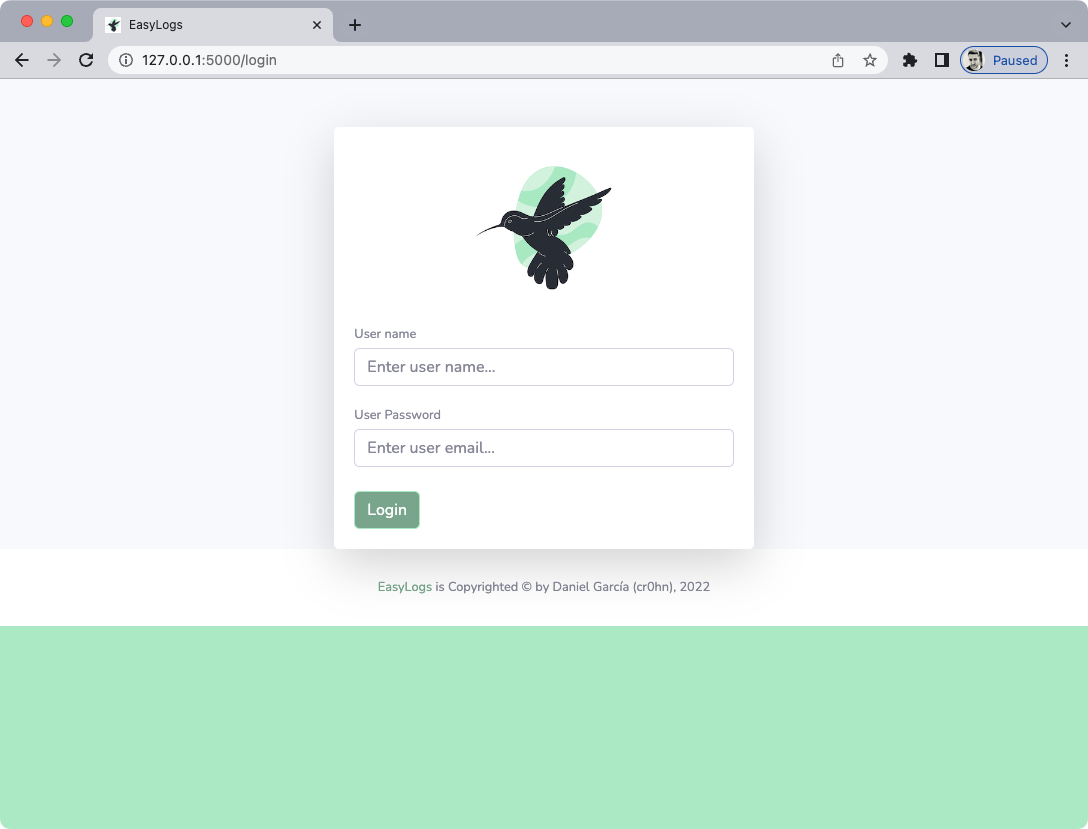 EasyLogs
127.0.0.1:5000/login
Paused
User name
Enter user name...
User Password
Enter user email...
Login
EasyLogs is Copyrighted © by Daniel García (cr0hn), 2022